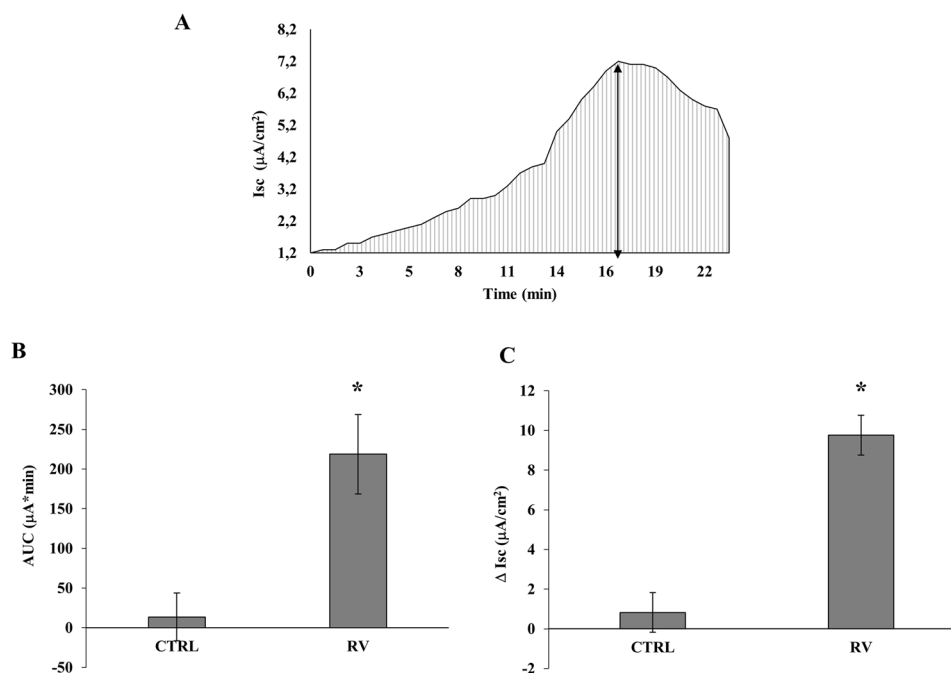 A
8,2
7,2
6,2
5,2
4,2
3,2
2,2
1,2
Isc (µA/cm²)
0 3 5 8 11 14 16 19 22
Time (min)
B
300
250
200
150
100
50
0
-50
AUC (µA*min)
*
CTRL RV
C
12
10
8
6
4
2
0
-2
Δ Isc (µA/cm²)
*
CTRL RV